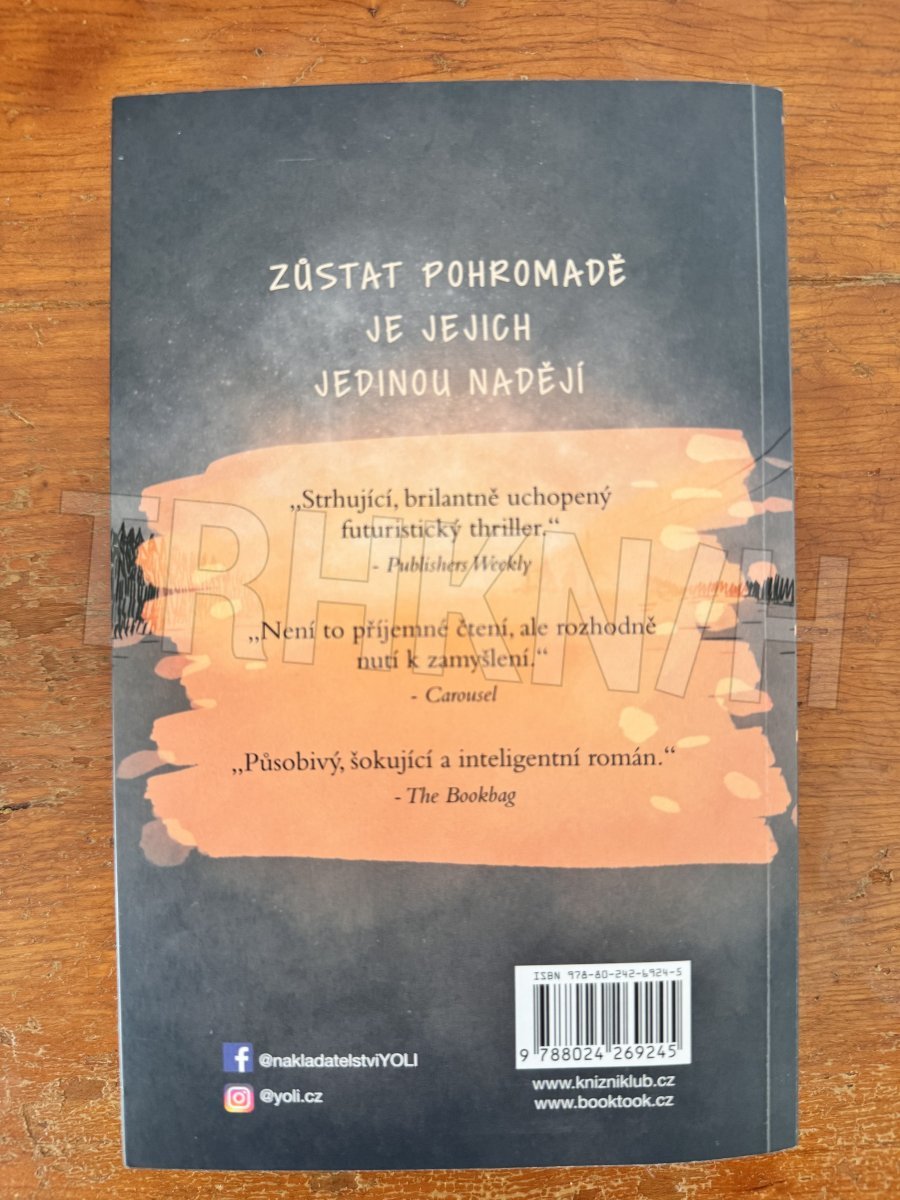 ZŮSTAT POHROMADĚ
JE JEJICH
JEDINOU NADĚJÍ
„Strhující, brilantně uchopený
futuristický thriller.“
- Publishers Weekly
„Není to příjemné čtení, ale rozhodně
nutí k zamyšlení.“
- Carousel
„Působivý, šokující a inteligentní román.“
- The Bookbag
TRHKNIH
ISBN 978-80-242-6924-5
9 788024 269245
@nakladatelstviYOLI
@yoli.cz
www.knizniklub.cz
www.booktook.cz